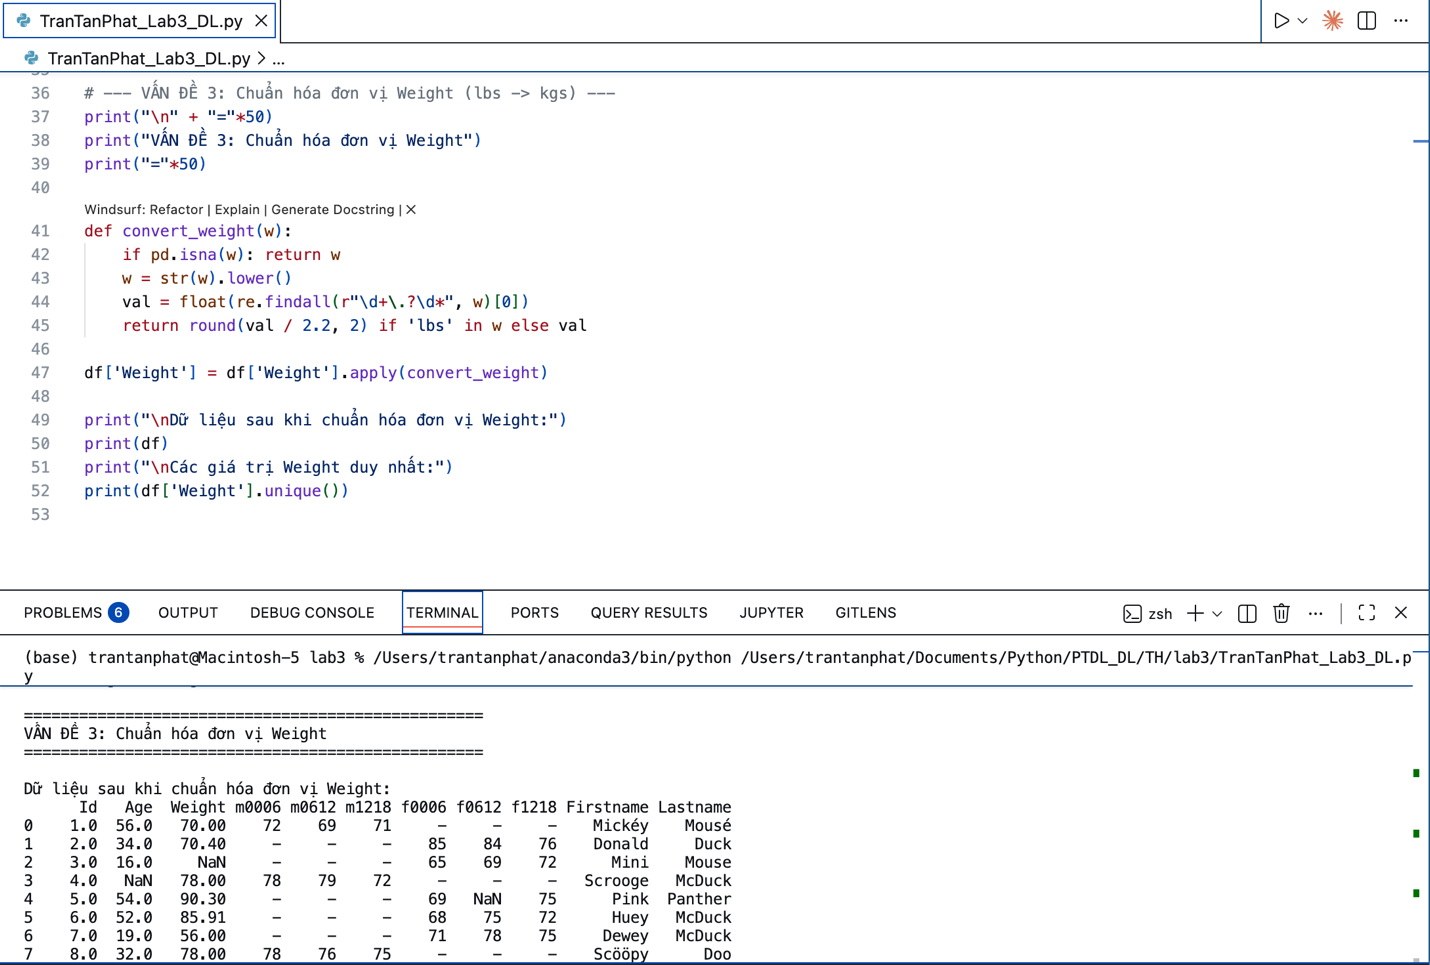 TranTanPhat_Lab3_DL.py
TranTanPhat_Lab3_DL.py > ...
36 # --- VẤN ĐỀ 3: Chuẩn hóa đơn vị Weight (lbs -> kgs) ---
37 print("\n" + "="*50)
38 print("VẤN ĐỀ 3: Chuẩn hóa đơn vị Weight")
39 print("="*50)
40
Windsurf: Refactor | Explain | Generate Docstring | X
41 def convert_weight(w):
42     if pd.isna(w): return w
43     w = str(w).lower()
44     val = float(re.findall(r"\d+\.?\d*", w)[0])
45     return round(val / 2.2, 2) if 'lbs' in w else val
46
47 df['Weight'] = df['Weight'].apply(convert_weight)
48
49 print("\nDữ liệu sau khi chuẩn hóa đơn vị Weight:")
50 print(df)
51 print("\nCác giá trị Weight duy nhất:")
52 print(df['Weight'].unique())
53
PROBLEMS 6 OUTPUT DEBUG CONSOLE TERMINAL PORTS QUERY RESULTS JUPYTER GITLENS zsh
(base) trantanphat@Macintosh-5 lab3 % /Users/trantanphat/anaconda3/bin/python /Users/trantanphat/Documents/Python/PTDL_DL/TH/lab3/TranTanPhat_Lab3_DL.p
y
==================================================
VẤN ĐỀ 3: Chuẩn hóa đơn vị Weight
==================================================
Dữ liệu sau khi chuẩn hóa đơn vị Weight:
Id Age Weight m0006 m0612 m1218 f0006 f0612 f1218 Firstname Lastname
0 1.0 56.0 70.00 72 69 71 - - - Mickéy Mousé
1 2.0 34.0 70.40 - - - 85 84 76 Donald Duck
2 3.0 16.0 NaN - - - 65 69 72 Mini Mouse
3 4.0 NaN 78.00 78 79 72 - - - Scrooge McDuck
4 5.0 54.0 90.30 - - - 69 NaN 75 Pink Panther
5 6.0 52.0 85.91 - - - 68 75 72 Huey McDuck
6 7.0 19.0 56.00 - - - 71 78 75 Dewey McDuck
7 8.0 32.0 78.00 78 76 75 - - - Scööpy Doo